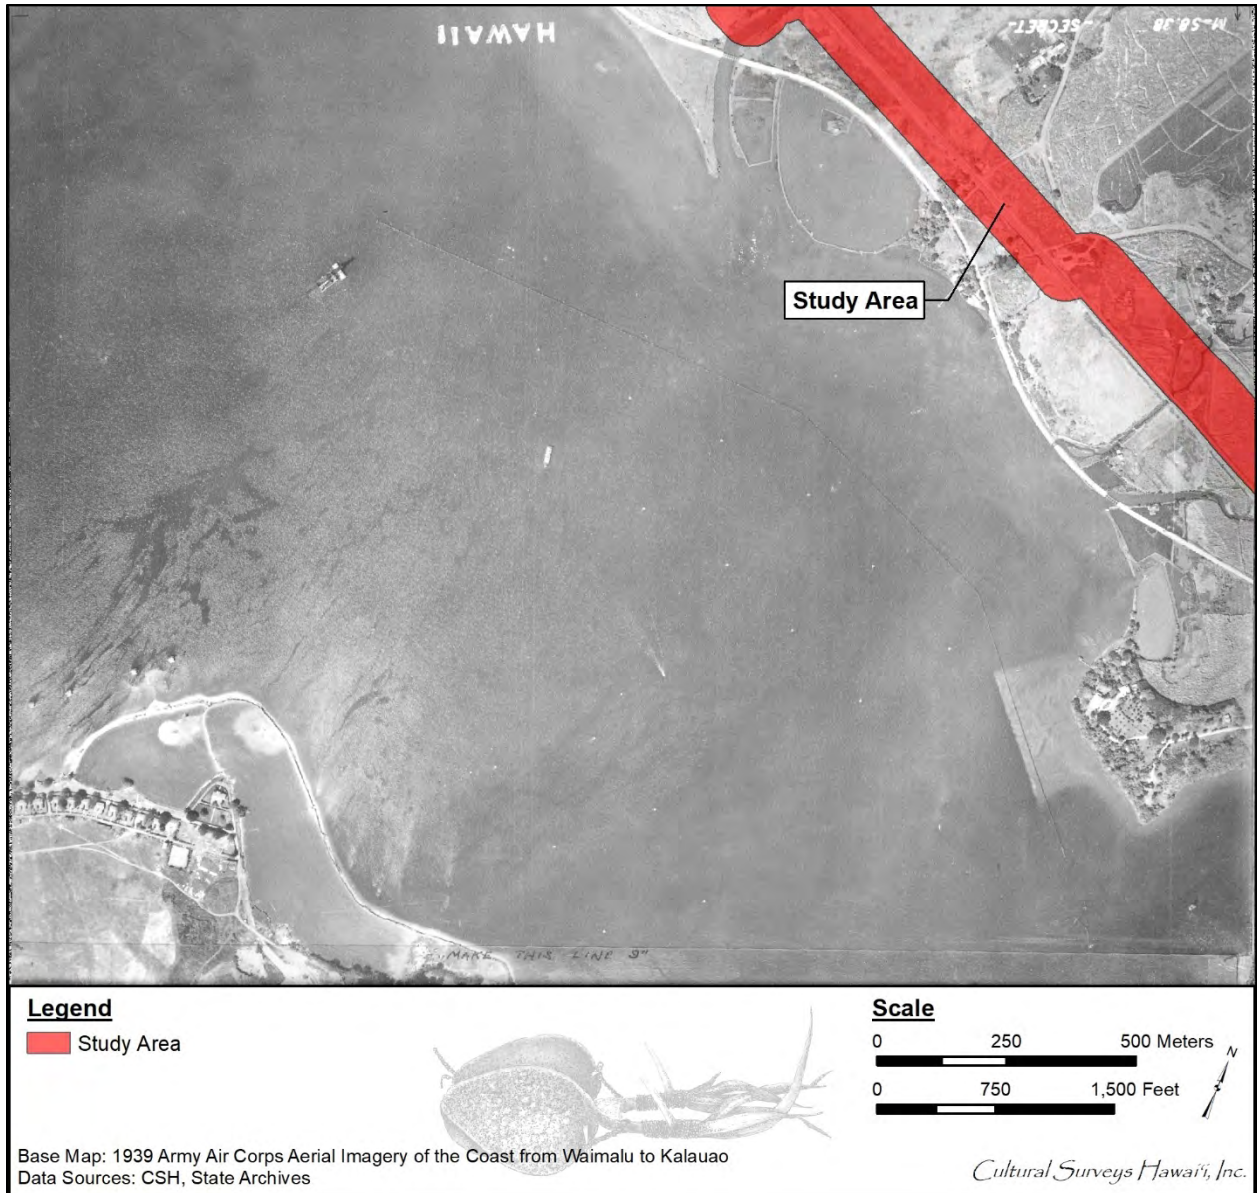 HAWAII
-SECRET-
M-58.38
Study Area
MAKE THIS LINE 9"
Legend
Study Area
Scale
0 250 500 Meters
0 750 1,500 Feet
N
Base Map: 1939 Army Air Corps Aerial Imagery of the Coast from Waimalu to Kalauao
Data Sources: CSH, State Archives
Cultural Surveys Hawai‘i, Inc.